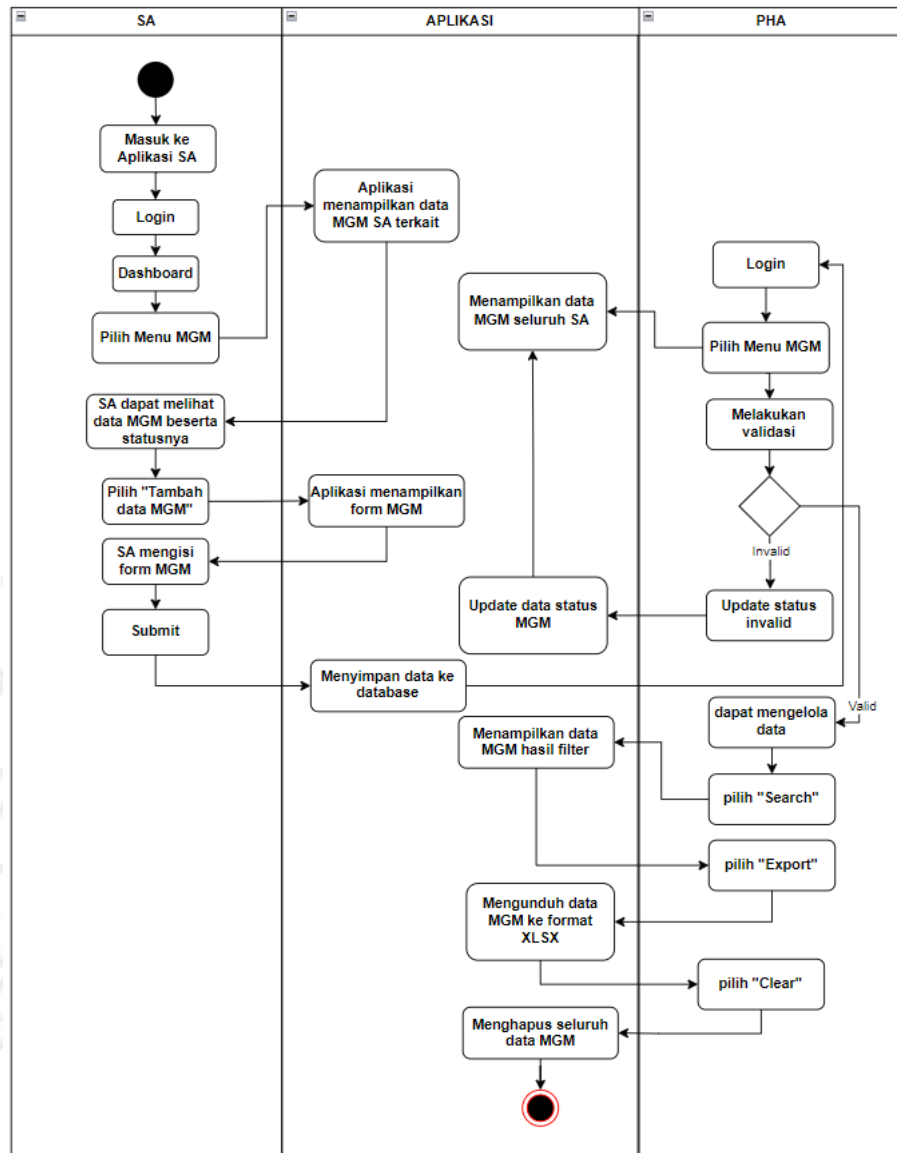 SA
APLIKASI
PHA
Masuk ke
Aplikasi SA
Login
Dashboard
Pilih Menu MGM
Aplikasi
menampilkan data
MGM SA terkait
Login
Menampilkan data
MGM seluruh SA
Pilih Menu MGM
SA dapat melihat
data MGM beserta
statusnya
Melakukan
validasi
Pilih "Tambah
data MGM"
Aplikasi menampilkan
form MGM
SA mengisi
form MGM
Invalid
Submit
Update data status
MGM
Update status
invalid
Menyimpan data ke
database
Valid
dapat mengelola
data
Menampilkan data
MGM hasil filter
pilih "Search"
pilih "Export"
Mengunduh data
MGM ke format
XLSX
pilih "Clear"
Menghapus seluruh
data MGM